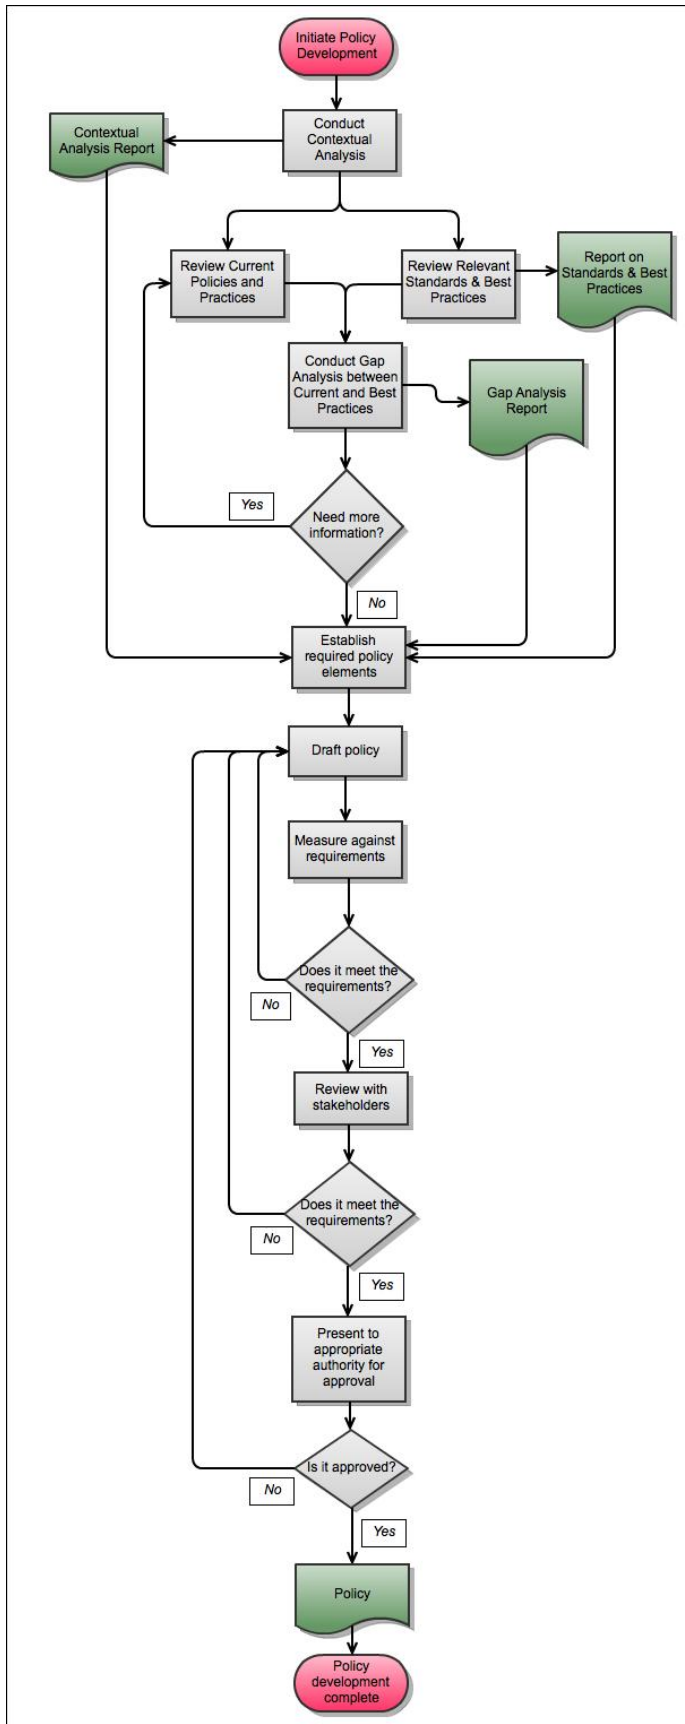 Initiate Policy
Development
Conduct
Contextual
Analysis
Contextual
Analysis Report
Review Current
Policies and
Practices
Review Relevant
Standards & Best
Practices
Report on
Standards & Best
Practices
Conduct Gap
Analysis between
Current and Best
Practices
Gap Analysis
Report
Yes
Need more
information?
No
Establish
required policy
elements
Draft policy
Measure against
requirements
Does it meet the
requirements?
No
Yes
Review with
stakeholders
Does it meet the
requirements?
No
Yes
Present to
appropriate
authority for
approval
Is it approved?
No
Yes
Policy
Policy
development
complete